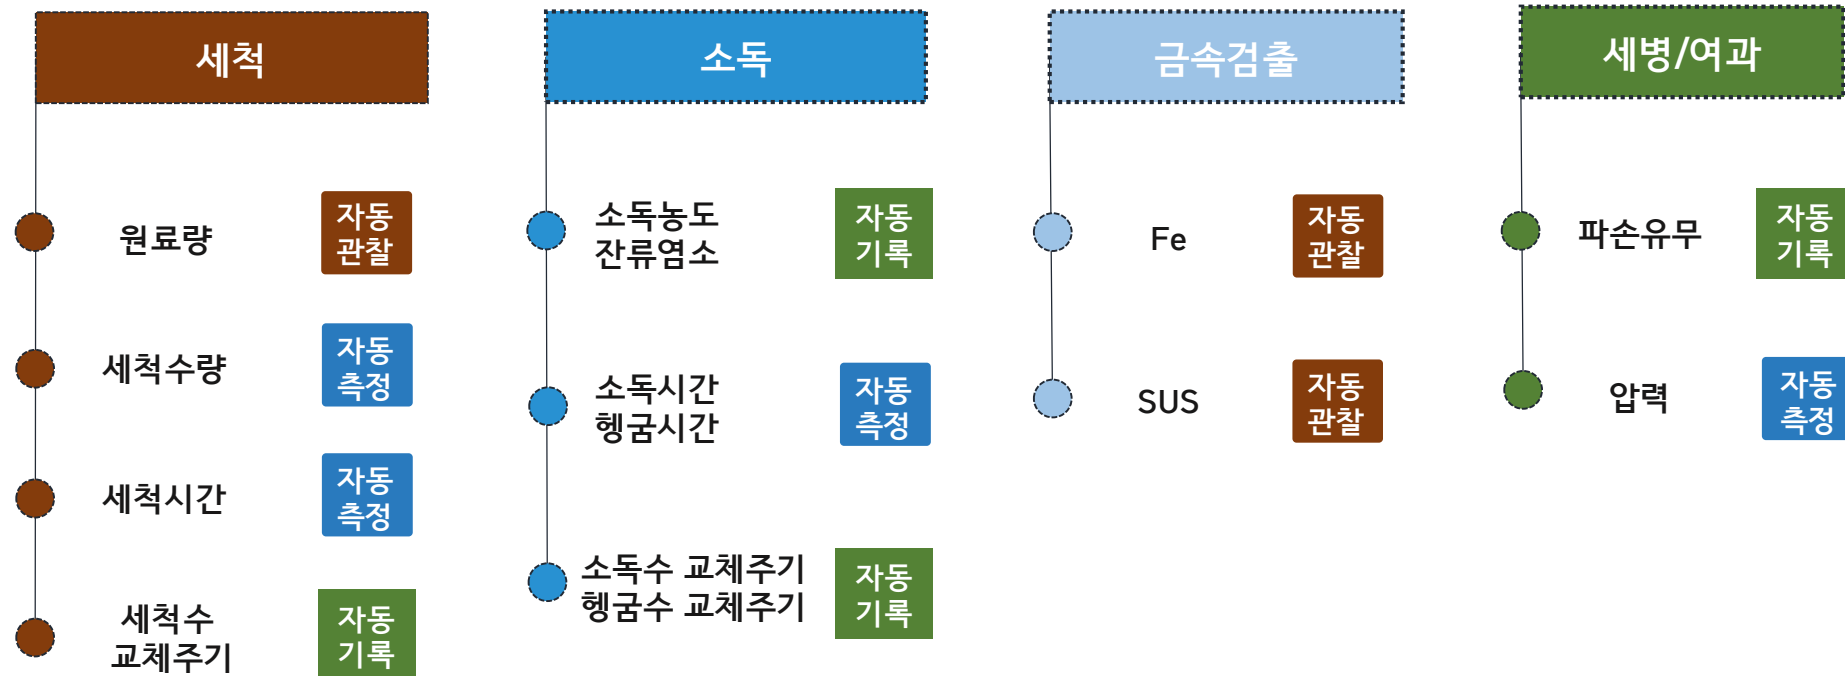 세척
원료량
자동
관찰
세척수량
자동
측정
세척시간
자동
측정
세척수
교체주기
자동
기록
소독
소독농도
잔류염소
자동
기록
소독시간
헹굼시간
자동
측정
소독수 교체주기
헹굼수 교체주기
자동
기록
금속검출
Fe
자동
관찰
SUS
자동
관찰
세병/여과
파손유무
자동
기록
압력
자동
측정